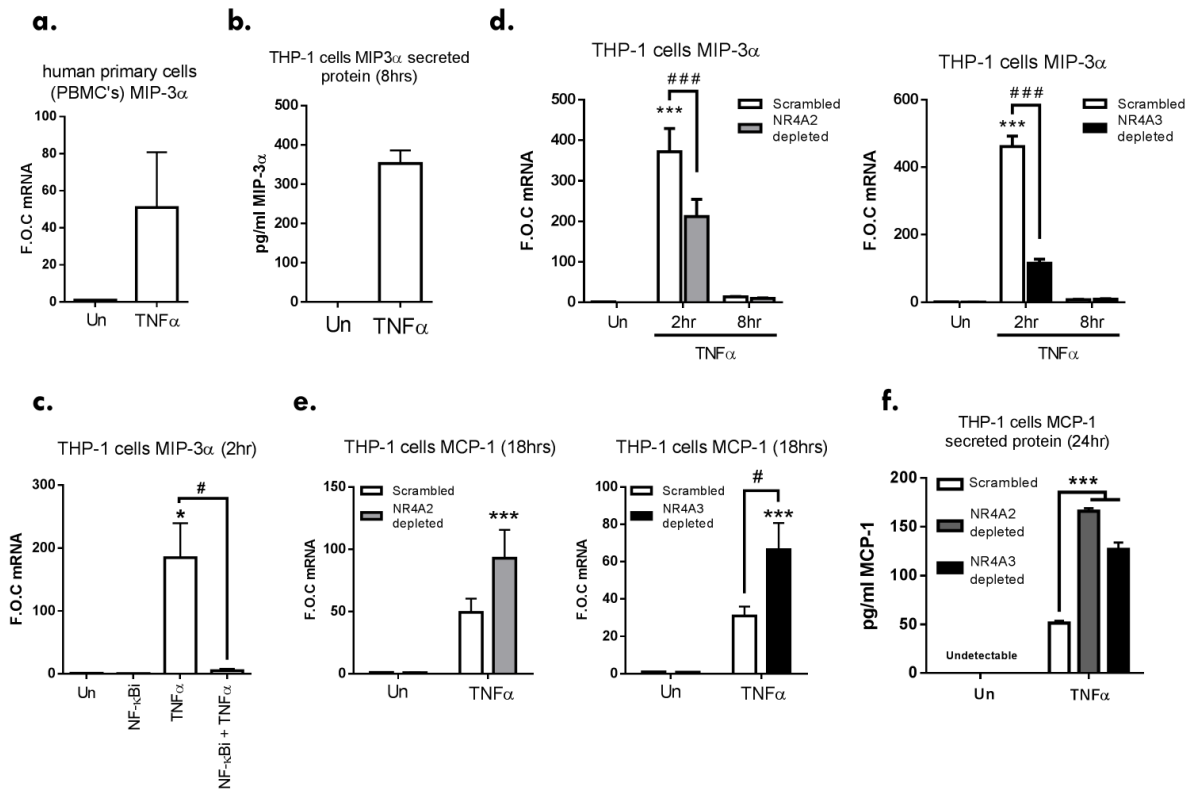 a.
human primary cells
(PBMC's) MIP-3α
F.O.C mRNA
100
80
60
40
20
0
Un
TNFα
b.
THP-1 cells MIP3α secreted
protein (8hrs)
pg/ml MIP-3α
400
300
200
100
0
500
Un
TNFα
d.
THP-1 cells MIP-3α
F.O.C mRNA
500
400
300
200
100
0
###
***
Scrambled
NR4A2
depleted
Un
2hr
8hr
TNFα
THP-1 cells MIP-3α
F.O.C mRNA
600
400
200
0
###
***
Scrambled
NR4A3
depleted
Un
2hr
8hr
TNFα
c.
THP-1 cells MIP-3α (2hr)
F.O.C mRNA
300
200
100
0
#
*
Un
NF-κBi
TNFα
NF-κBi + TNFα
e.
THP-1 cells MCP-1 (18hrs)
F.O.C mRNA
150
100
50
0
Scrambled
NR4A2
depleted
***
Un
TNFα
THP-1 cells MCP-1 (18hrs)
F.O.C mRNA
100
80
60
40
20
0
Scrambled
NR4A3
depleted
#
***
Un
TNFα
f.
THP-1 cells MCP-1
secreted protein (24hr)
pg/ml MCP-1
200
150
100
50
0
Scrambled
NR4A2
depleted
NR4A3
depleted
***
Undetectable
Un
TNFα